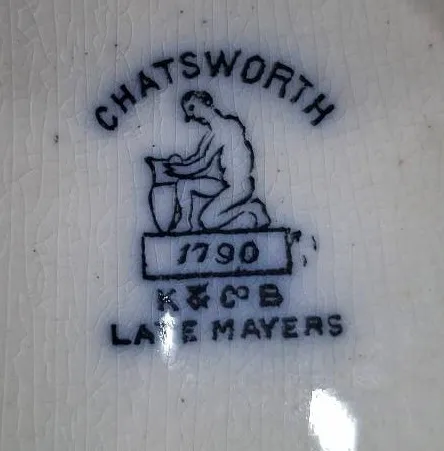 CHATSWORTH
1790
K & Co B
LATE MAYERS